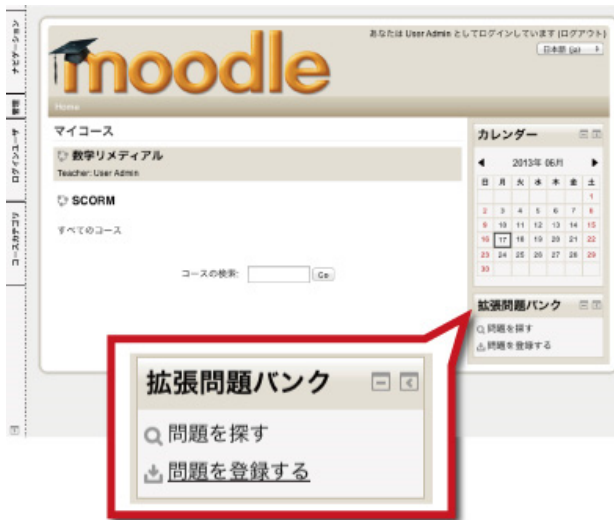 あなたは User Admin としてログインしています (ログアウト)
日本語 (ja)
moodle
Home
ナビゲーション
管理
ログインユーザ
コースカテゴリ
マイコース
数学リメディアル
Teacher: User Admin
SCORM
すべてのコース
コースの検索: Go
カレンダー
◀ 2013年 06月 ▶
日 月 火 水 木 金 土
1
2 3 4 5 6 7 8
9 10 11 12 13 14 15
16 17 18 19 20 21 22
23 24 25 26 27 28 29
30
拡張問題バンク
問題を探す
問題を登録する
拡張問題バンク
問題を探す
問題を登録する